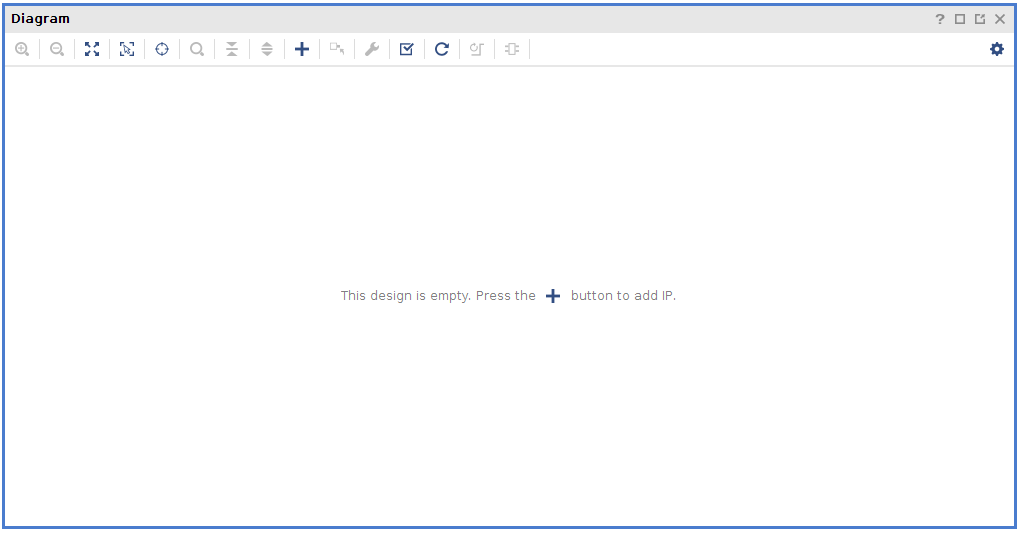 Diagram
This design is empty. Press the + button to add IP.